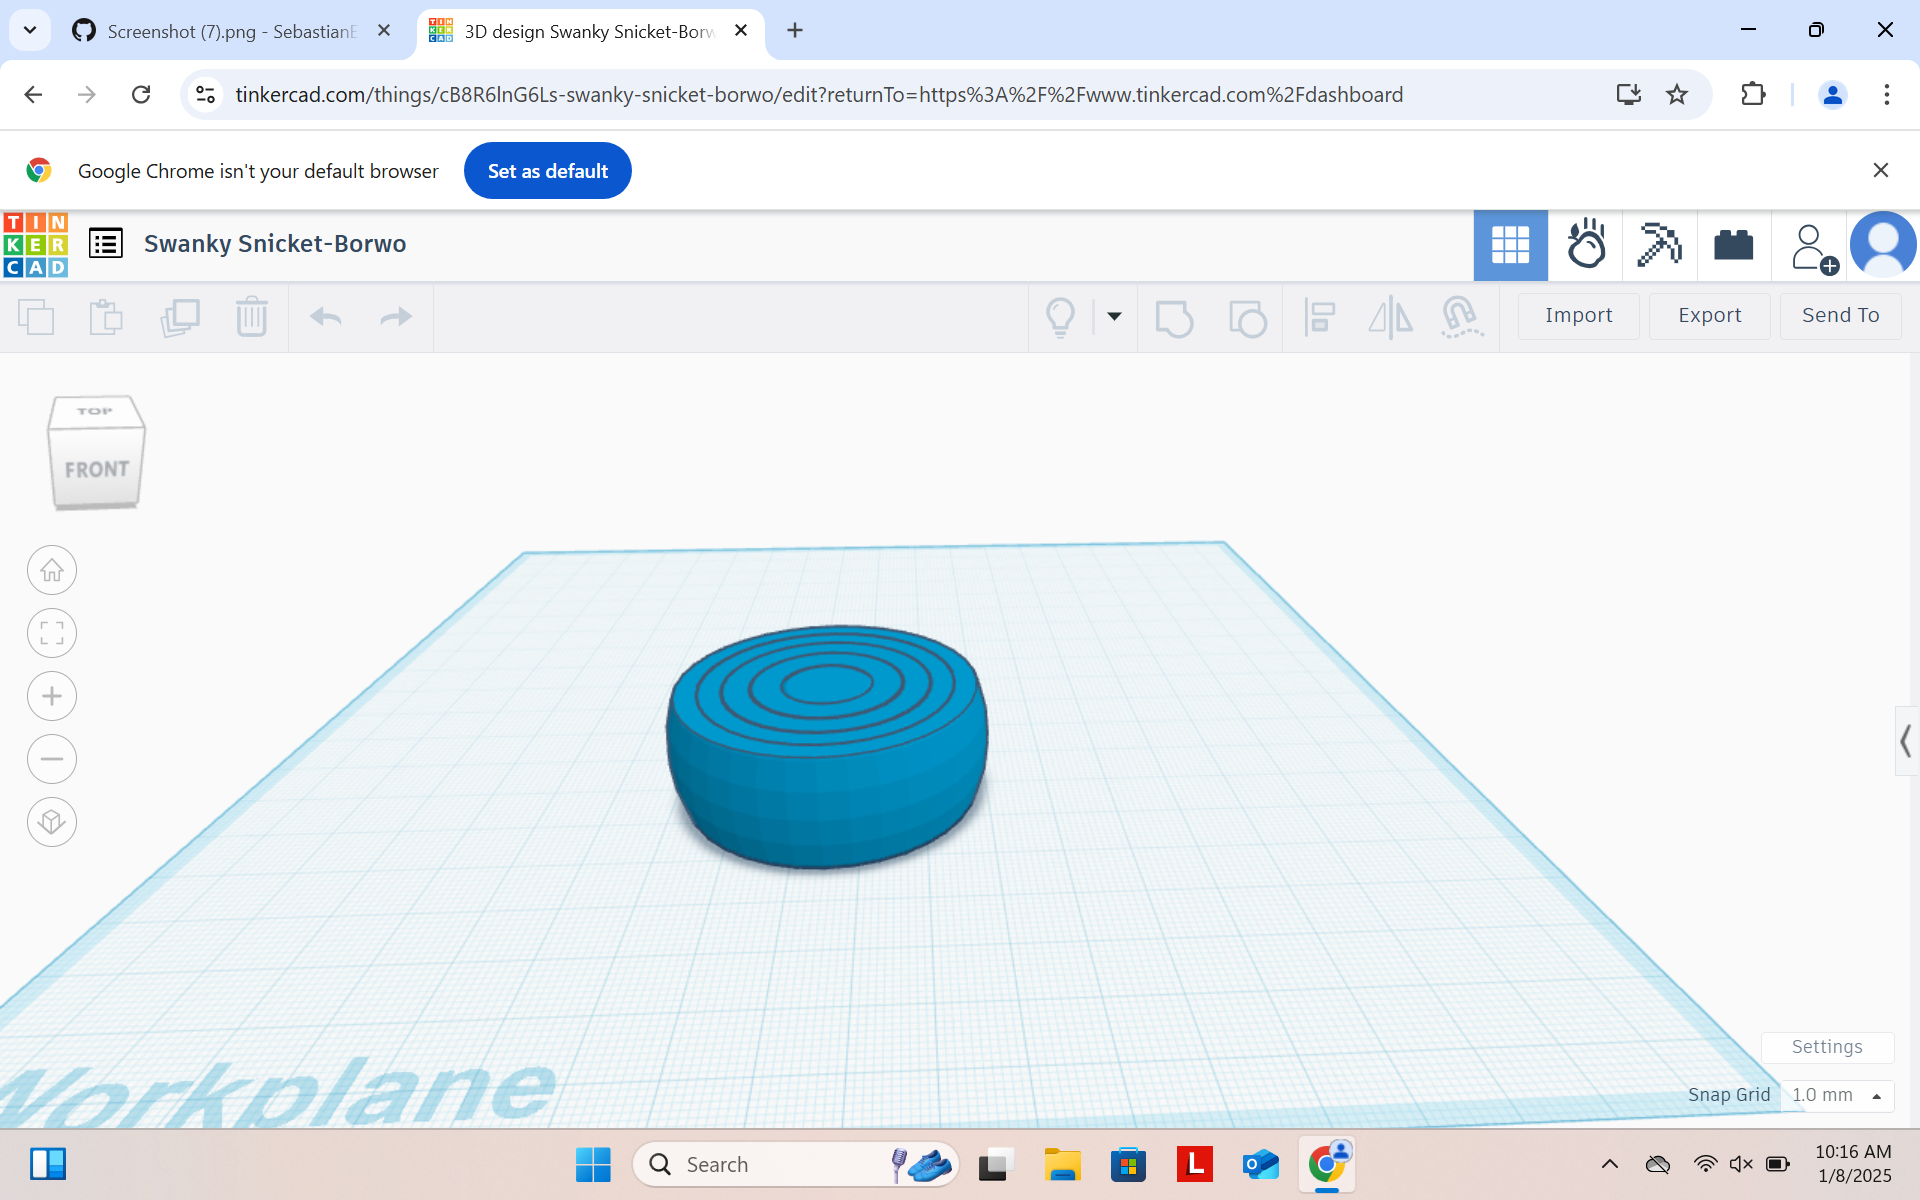 Screenshot (7).png - SebastianE
3D design Swanky Snicket-Borw
tinkercad.com/things/cB8R6lnG6Ls-swanky-snicket-borwo/edit?returnTo=https%3A%2F%2Fwww.tinkercad.com%2Fdashboard
Google Chrome isn't your default browser
Set as default
TIN
KER
CAD
Swanky Snicket-Borwo
Import
Export
Send To
TOP
FRONT
Workplane
Settings
Snap Grid
1.0 mm
Search
L
10:16 AM
1/8/2025